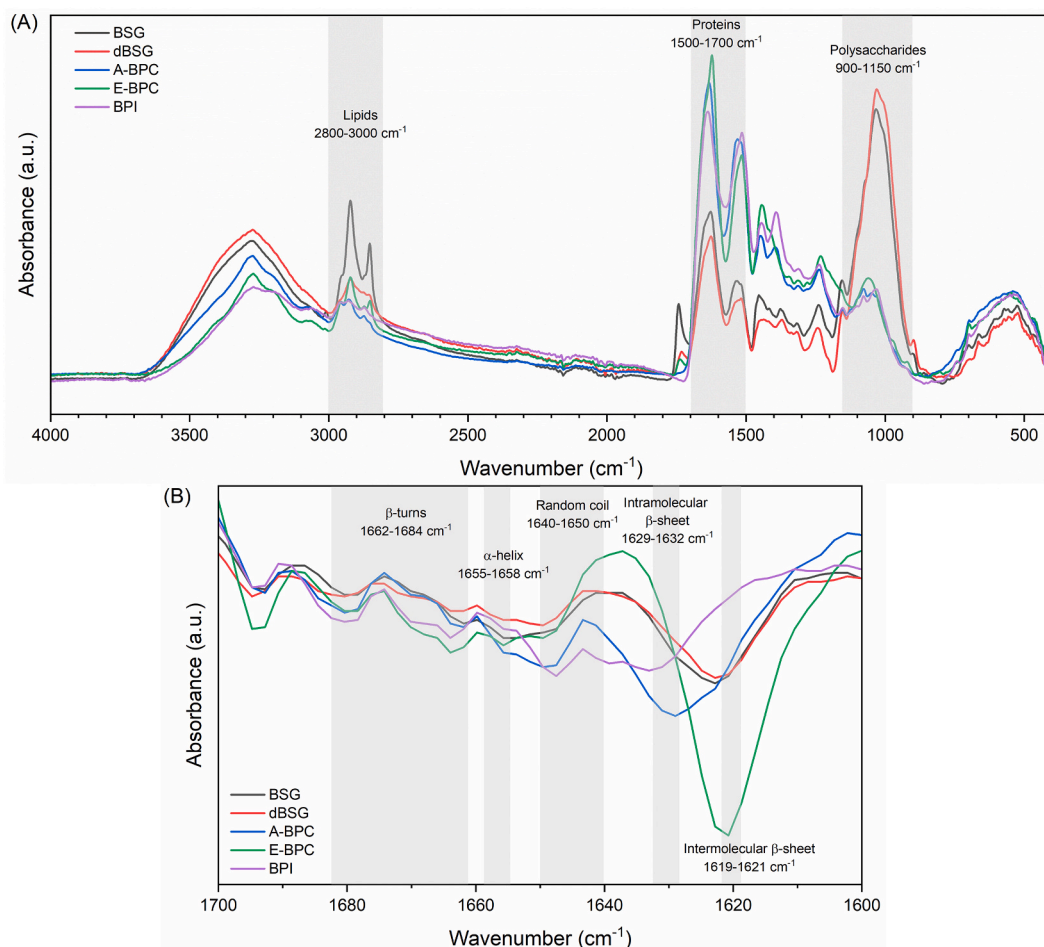 (A)
BSG
dBSG
A-BPC
E-BPC
BPI
Lipids
2800-3000 cm⁻¹
Proteins
1500-1700 cm⁻¹
Polysaccharides
900-1150 cm⁻¹
Absorbance (a.u.)
4000 3500 3000 2500 2000 1500 1000 500
Wavenumber (cm⁻¹)
(B)
β-turns
1662-1684 cm⁻¹
α-helix
1655-1658 cm⁻¹
Random coil
1640-1650 cm⁻¹
Intramolecular
β-sheet
1629-1632 cm⁻¹
Absorbance (a.u.)
BSG
dBSG
A-BPC
E-BPC
BPI
Intermolecular β-sheet
1619-1621 cm⁻¹
1700 1680 1660 1640 1620 1600
Wavenumber (cm⁻¹)